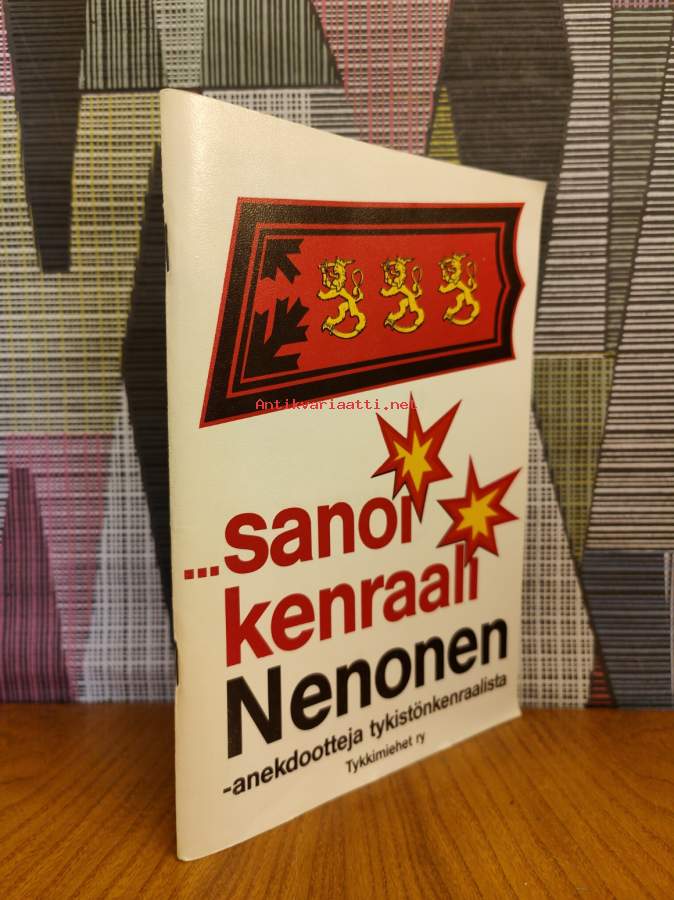 Antikvariaatti.net
...sanoi
kenraali
Nenonen
-anekdootteja tykistönkenraalista
Tykkimiehet ry